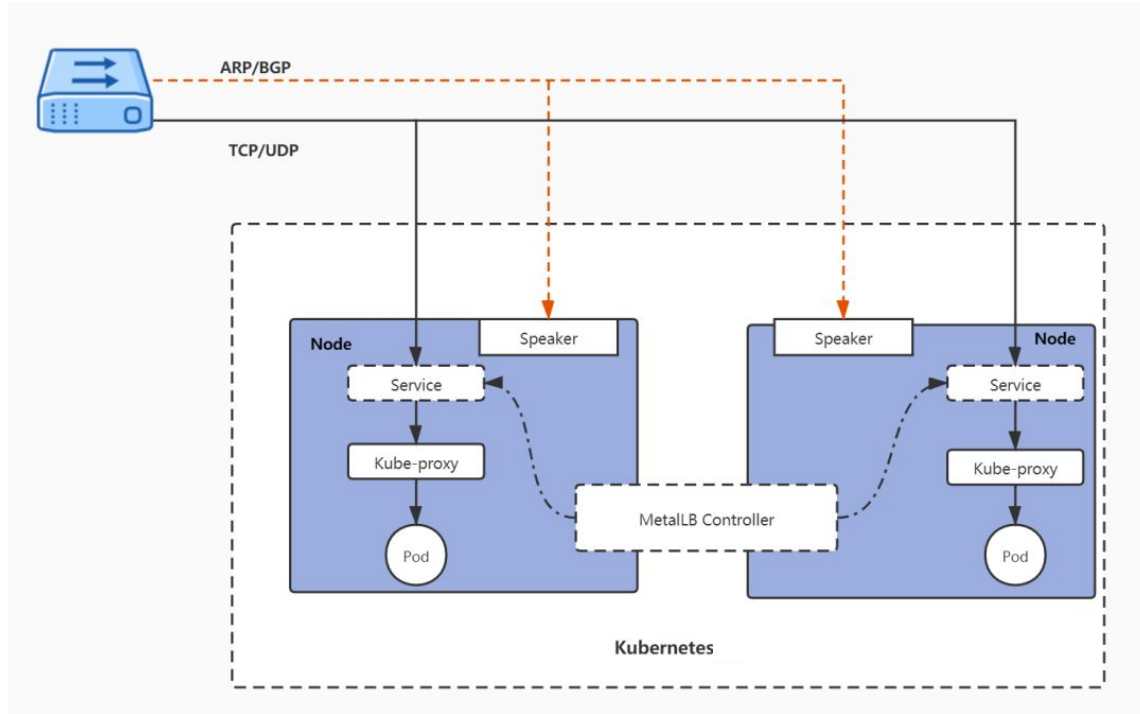 ARP/BGP
TCP/UDP
Node
Speaker
Service
Kube-proxy
Pod
MetalLB Controller
Speaker
Node
Service
Kube-proxy
Pod
Kubernetes